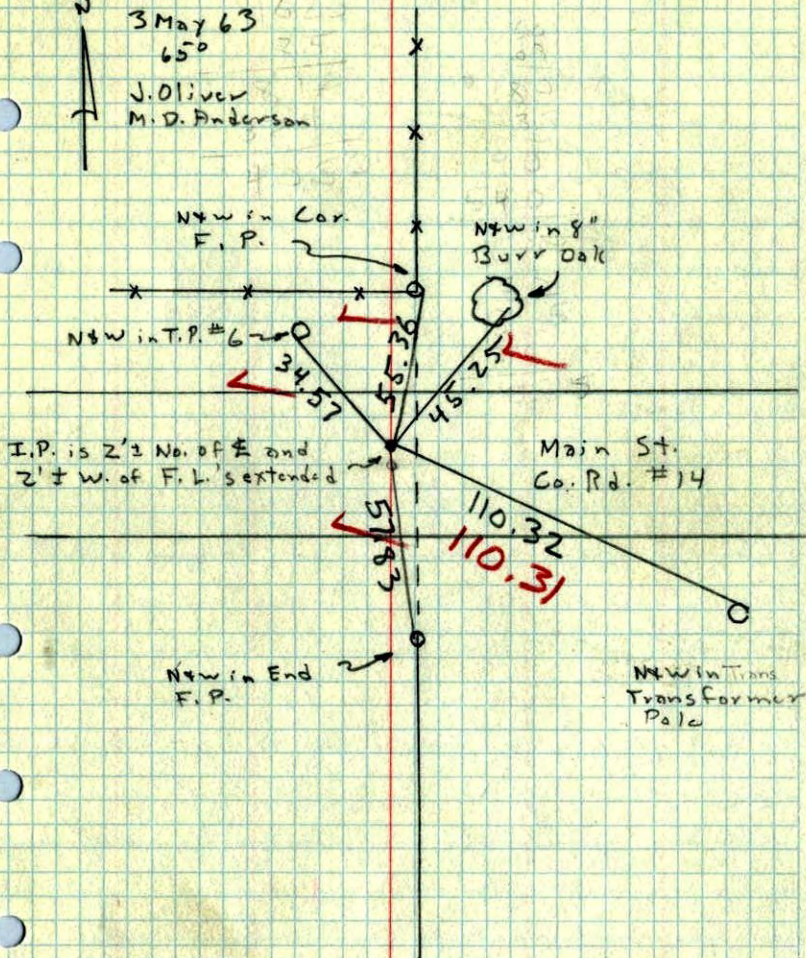 N
3 May 63
65°
J. Oliver
M. D. Anderson
N&W in Cor.
F. P.
N&W in 8"
Burr Oak
N&W in T.P. #6
34.57
55.36
45.25
I.P. is 2'± No. of ℄ and
2'± W. of F.L.'s extended
Main St.
Co. Rd. #14
110.32
110.31
57.83
N&W in End
F. P.
N&W in Trans
Transformer
Pole